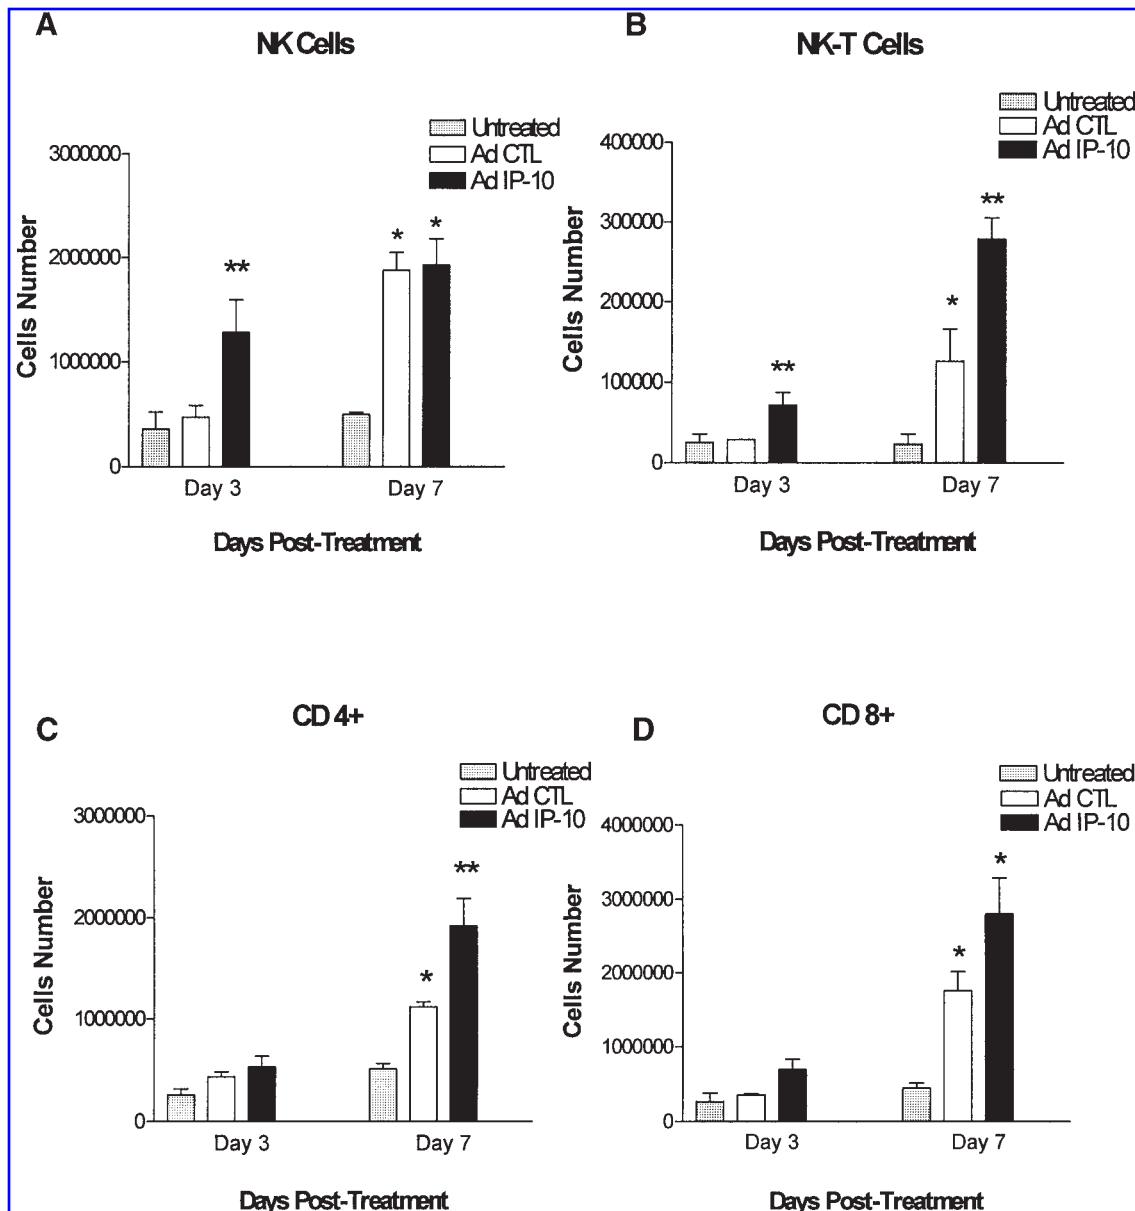 A
NK Cells
Untreated
Ad CTL
Ad IP-10
3000000
2000000
1000000
0
Cells Number
**
*
*
Day 3
Day 7
Days Post-Treatment
B
NK-T Cells
Untreated
Ad CTL
Ad IP-10
400000
300000
200000
100000
0
Cells Number
**
*
**
Day 3
Day 7
Days Post-Treatment
C
CD 4+
Untreated
Ad CTL
Ad IP-10
3000000
2000000
1000000
0
Cells Number
*
**
Day 3
Day 7
Days Post-Treatment
D
CD 8+
Untreated
Ad CTL
Ad IP-10
4000000
3000000
2000000
1000000
0
Cells Number
*
*
Day 3
Day 7
Days Post-Treatment